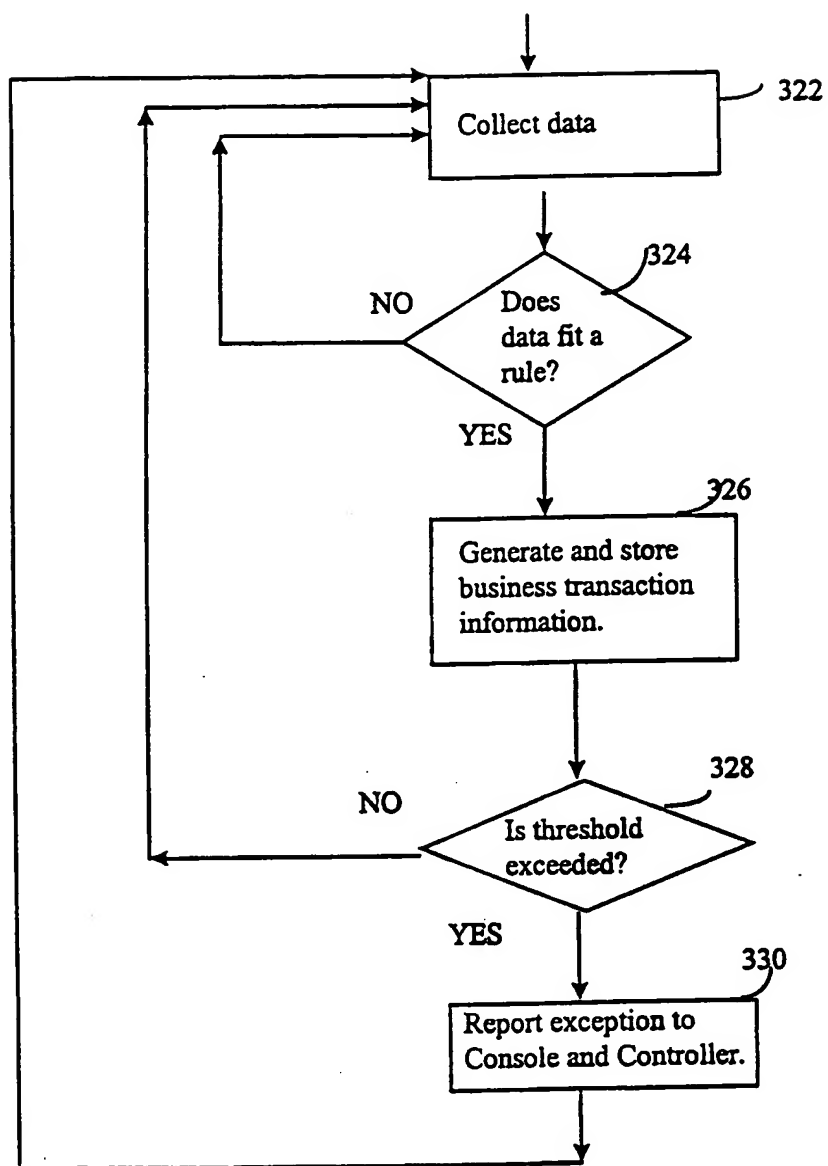 322
Collect data
324
NO
Does
data fit a
rule?
YES
326
Generate and store
business transaction
information.
328
NO
Is threshold
exceeded?
YES
330
Report exception to
Console and Controller.